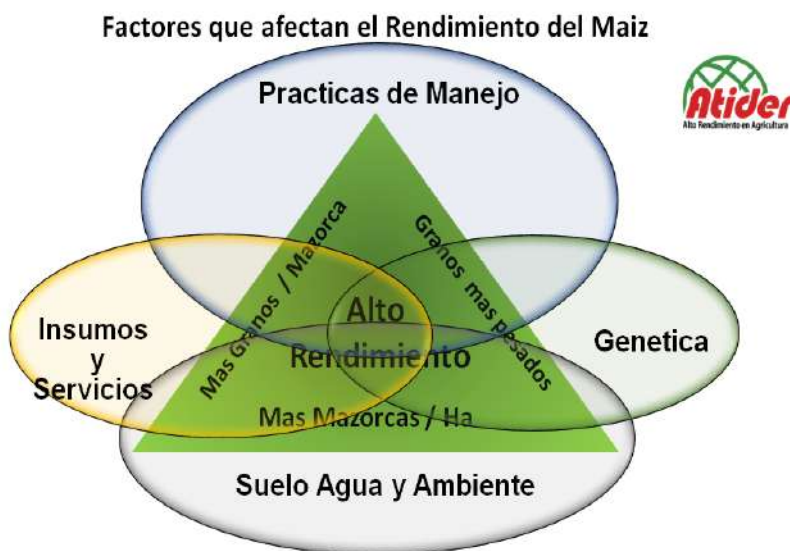 Factores que afectan el Rendimiento del Maiz
Atider
Alto Rendimiento en Agricultura
Practicas de Manejo
Mas Granos / Mazorca
Granos mas pesados
Insumos
y
Servicios
Alto
Rendimiento
Genetica
Mas Mazorcas / Ha
Suelo Agua y Ambiente